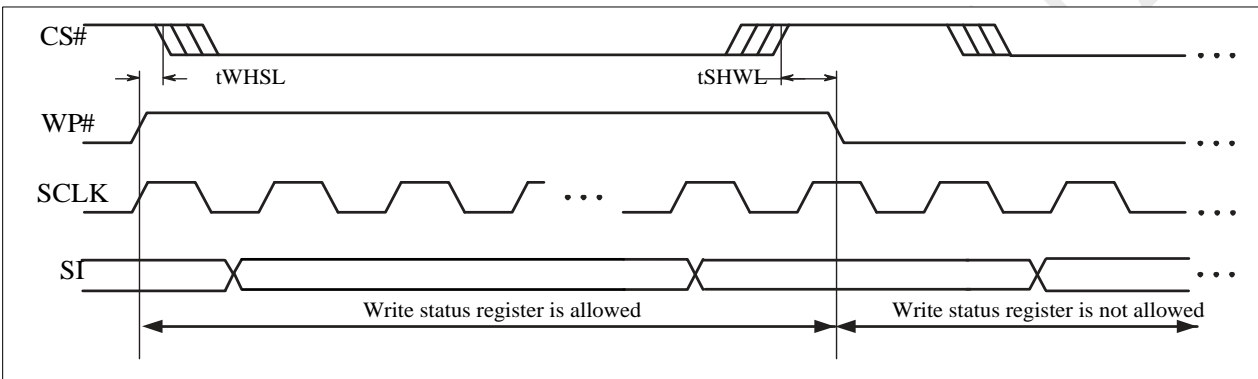 CS#
tWHSL
tSHWL
WP#
SCLK
SI
Write status register is allowed
Write status register is not allowed